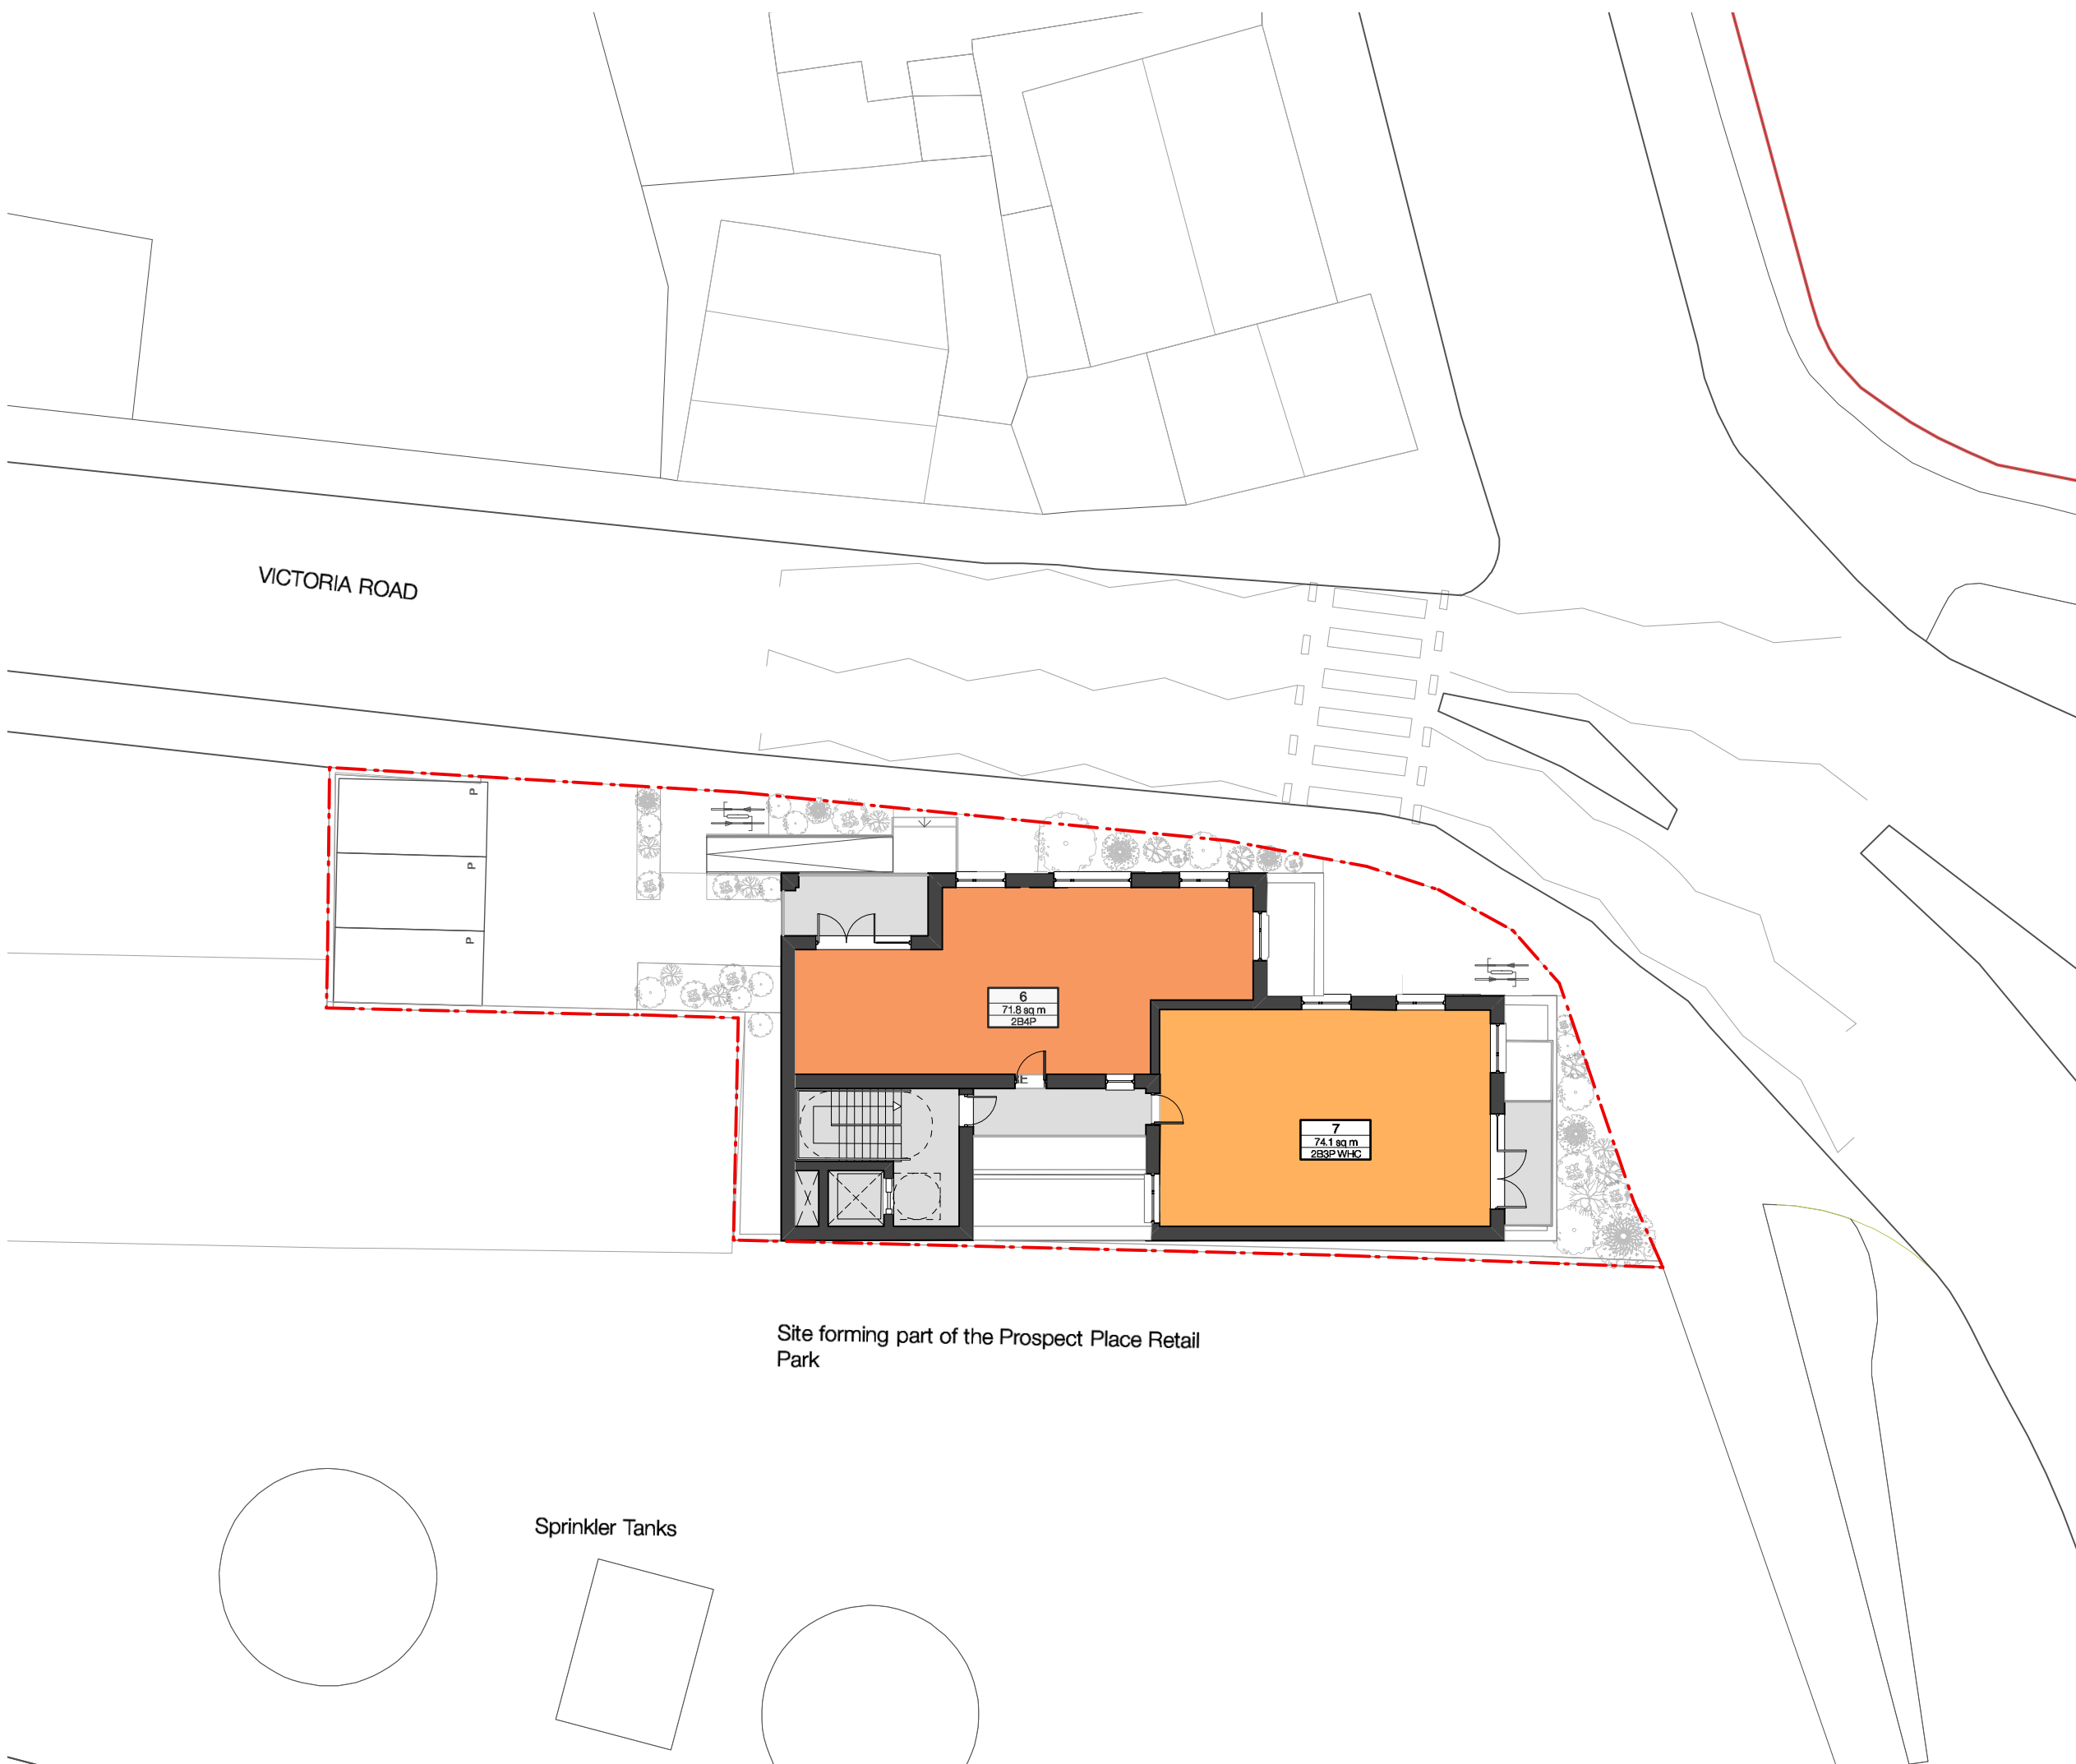 VICTORIA ROAD
P
P
P
6
71.8 sq m
2B4P
7
74.1 sq m
2B3P WHC
Site forming part of the Prospect Place Retail
Park
Sprinkler Tanks